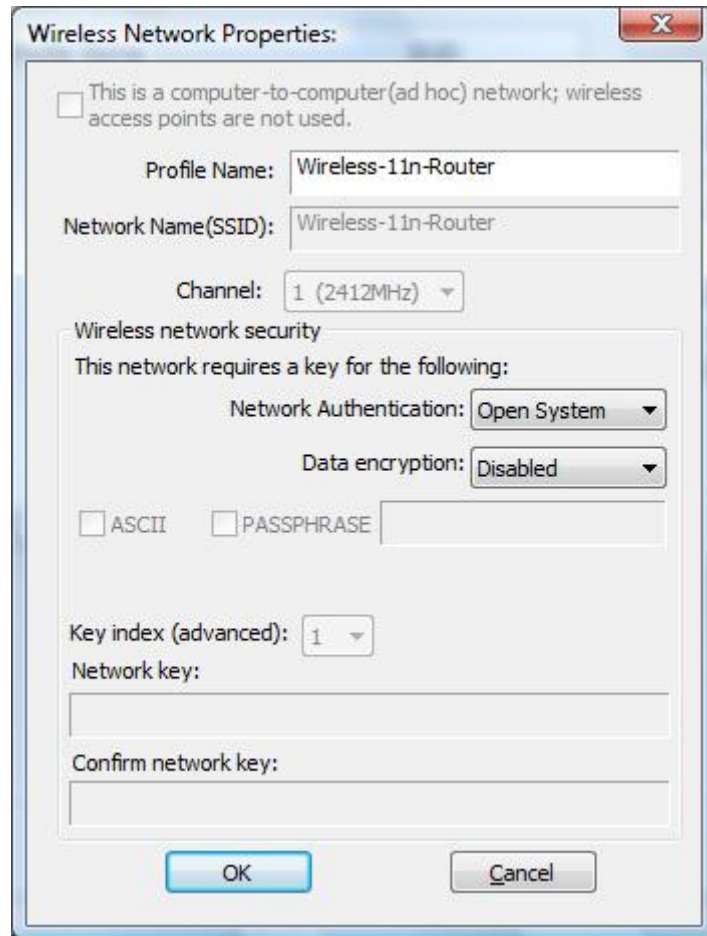 Wireless Network Properties:
This is a computer-to-computer(ad hoc) network; wireless
access points are not used.
Profile Name: Wireless-11n-Router
Network Name(SSID): Wireless-11n-Router
Channel: 1 (2412MHz)
Wireless network security
This network requires a key for the following:
Network Authentication: Open System
Data encryption: Disabled
ASCII PASSPHRASE
Key index (advanced): 1
Network key:
Confirm network key:
OK Cancel